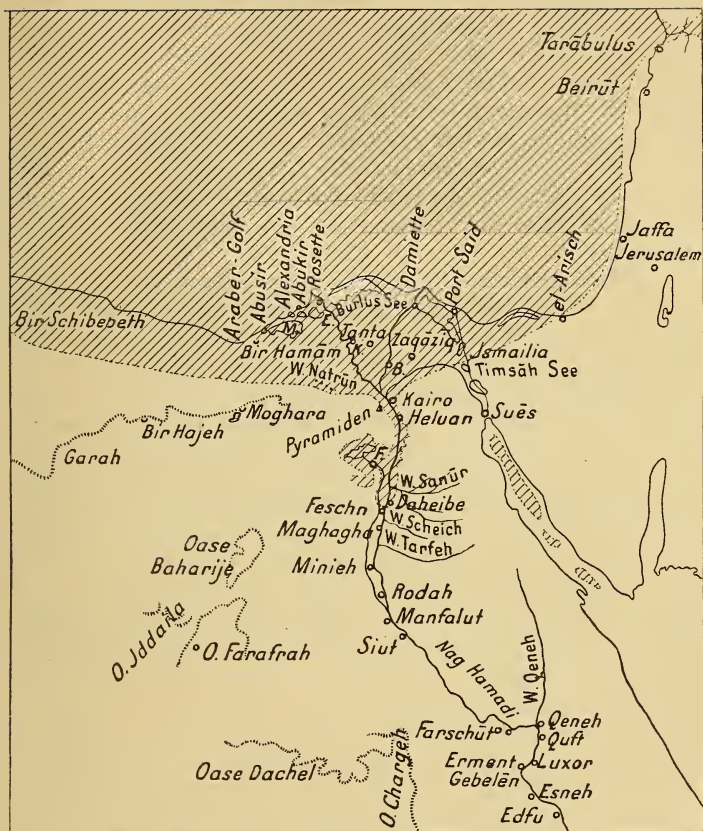 Tarābulus
Beirūt
Jaffa
Jerusalem
el-Arisch
Port Said
Damiette
Rosette
Abukir
Alexandria
Abusir
Araber-Golf
Burlus See
E.
M.
Bir Schibebeth
Tanta
K.
Zaqāzīq
Bir Hamām
B.
Jsmailia
Timsāh See
W. Natrūn
Kairo
Heluan
Suēs
Pyramiden
Moghara
Bir Hajeh
Garah
F.
W. Sanūr
Daheibe
Feschn
W. Scheich
Maghagha
W. Tarfeh
Oase
Baharije
Minieh
Rodah
Manfalut
O. Jddaila
O. Farafrah
Siut
Nag Hamadi
W. Qeneh
Farschūt
Qeneh
Quft
Oase Dachel
O. Chargeh
Erment
Luxor
Gebelēn
Esneh
Edfu